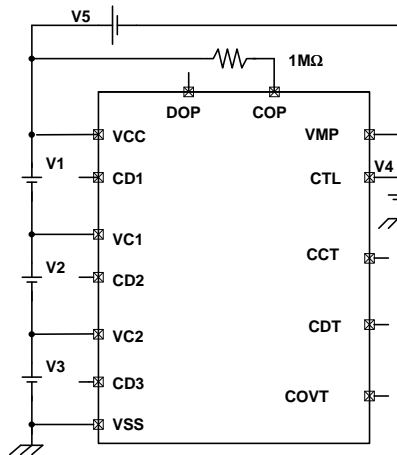 V5
1MΩ
DOP
COP
VCC
VMP
V1
CD1
CTL
V4
VC1
CCT
V2
CD2
VC2
CDT
V3
CD3
COVT
VSS